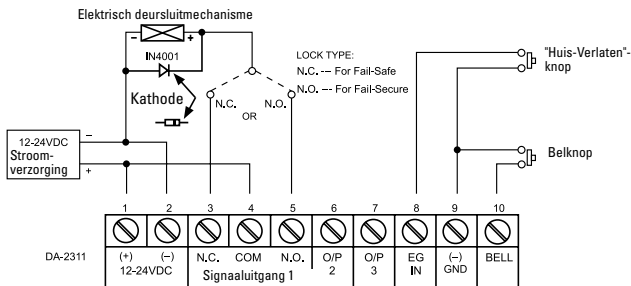 Elektrisch deursluitmechanisme
– +
IN4001
Kathode
LOCK TYPE:
N.C. -– For Fail-Safe
N.O. -– For Fail-Secure
N.C.
OR
N.O.
"Huis-Verlaten"-
knop
Belknop
12-24VDC
Stroom-
verzorging
–
+
1 2 3 4 5 6 7 8 9 10
DA-2311
(+) (–) N.C. COM N.O. O/P O/P EG (–) BELL
12-24VDC Signaaluitgang 1 2 3 IN GND